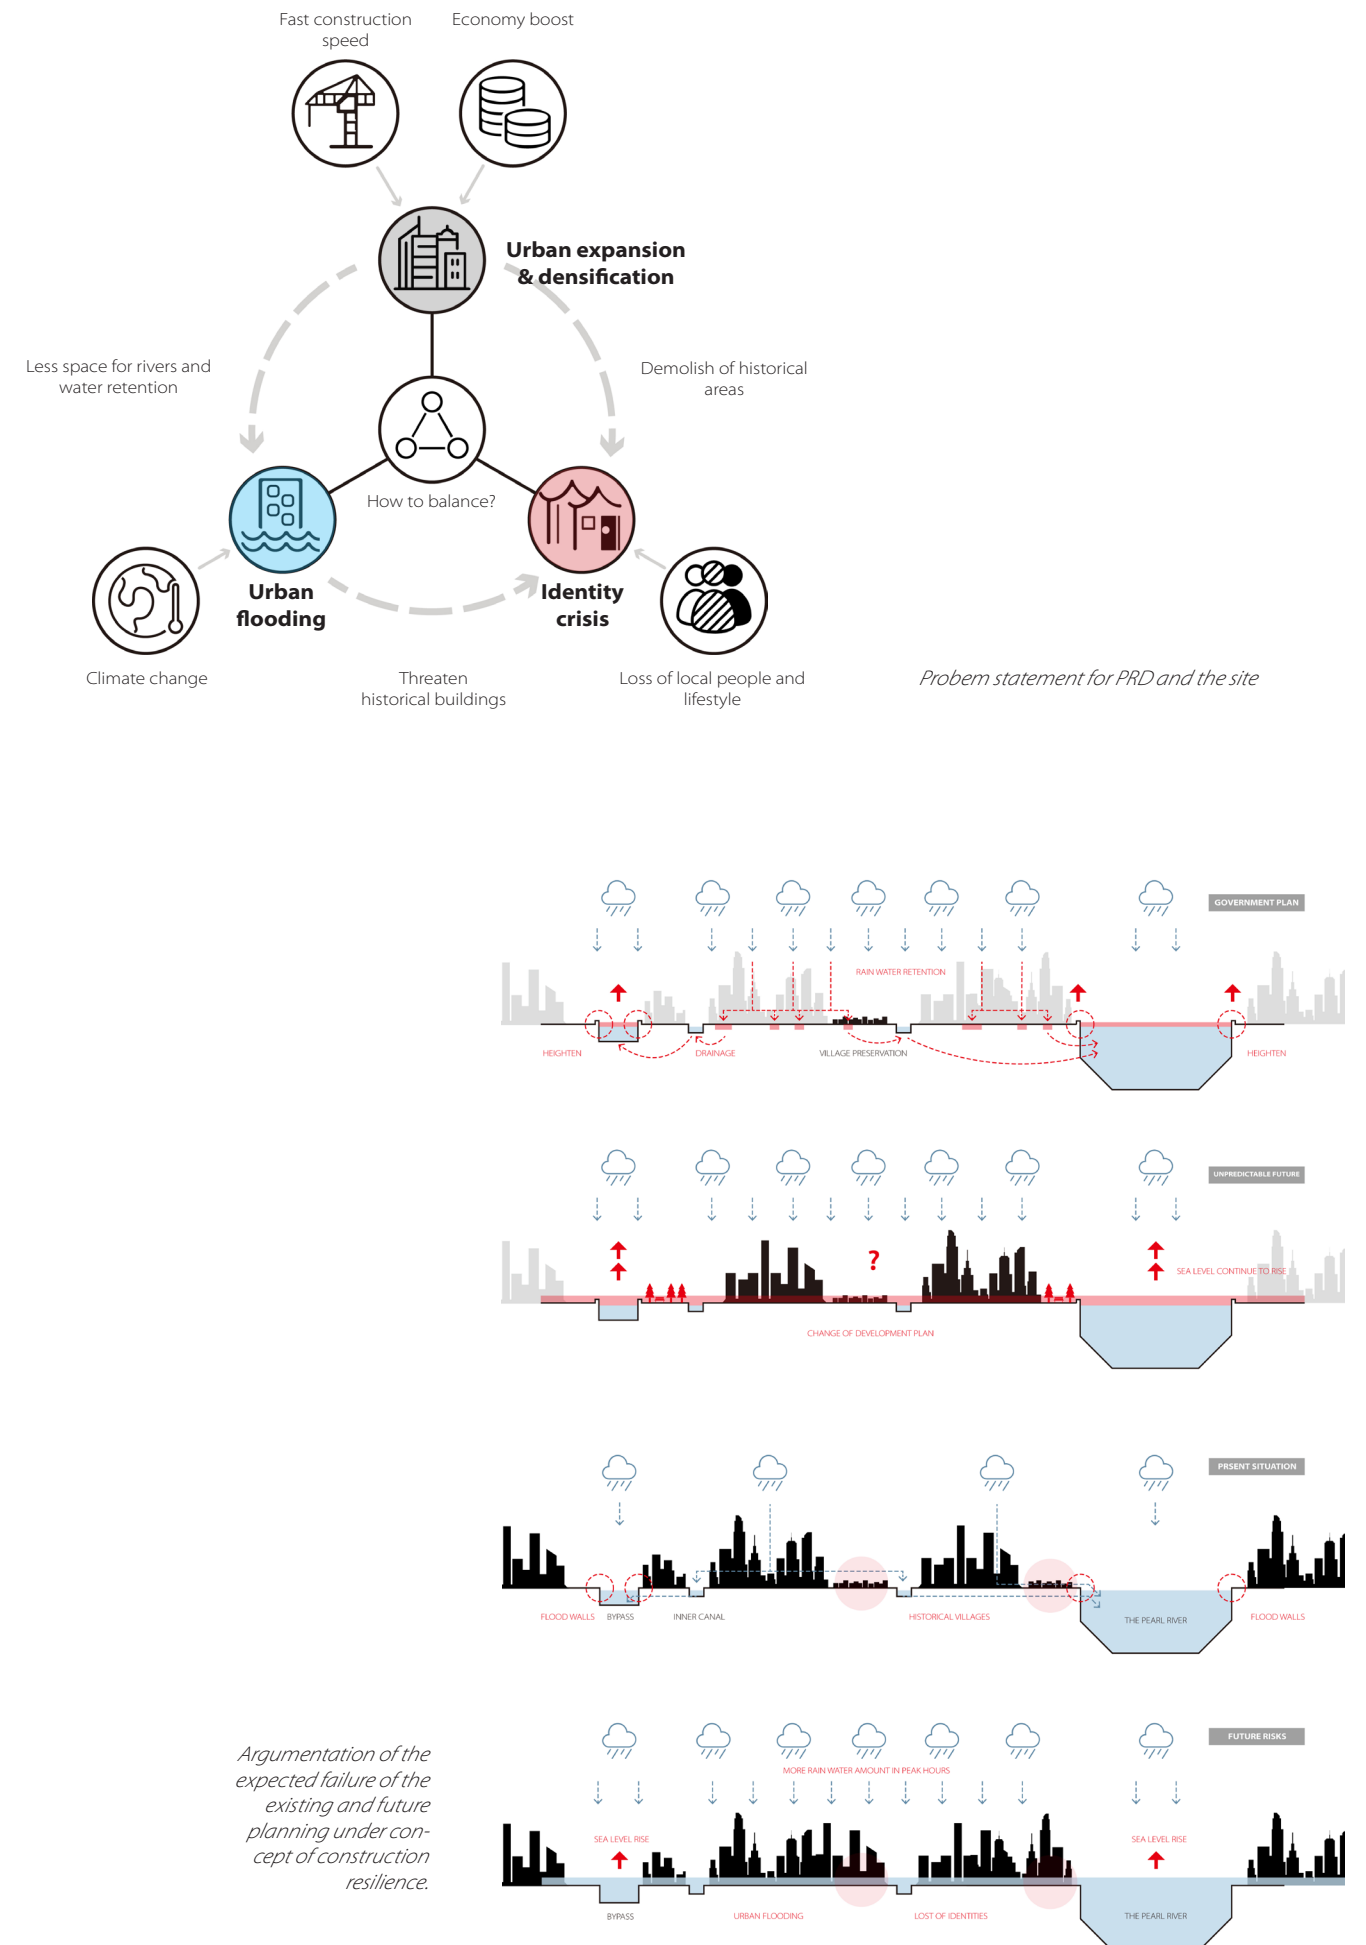 Fast construction
speed
Economy boost
Urban expansion
& densification
Less space for rivers and
water retention
Demolish of historical
areas
How to balance?
Urban
flooding
Identity
crisis
Climate change
Threaten
historical buildings
Loss of local people and
lifestyle
Probem statement for PRD and the site
GOVERNMENT PLAN
RAIN WATER RETENTION
HEIGHTEN
DRAINAGE
VILLAGE PRESERVATION
HEIGHTEN
UNPREDICTABLE FUTURE
?
SEA LEVEL CONTINUE TO RISE
CHANGE OF DEVELOPMENT PLAN
PRSENT SITUATION
FLOOD WALLS
BYPASS
INNER CANAL
HISTORICAL VILLAGES
THE PEARL RIVER
FLOOD WALLS
Argumentation of the
expected failure of the
existing and future
planning under con-
cept of construction
resilience.
FUTURE RISKS
MORE RAIN WATER AMOUNT IN PEAK HOURS
SEA LEVEL RISE
SEA LEVEL RISE
BYPASS
URBAN FLOODING
LOST OF IDENTITIES
THE PEARL RIVER